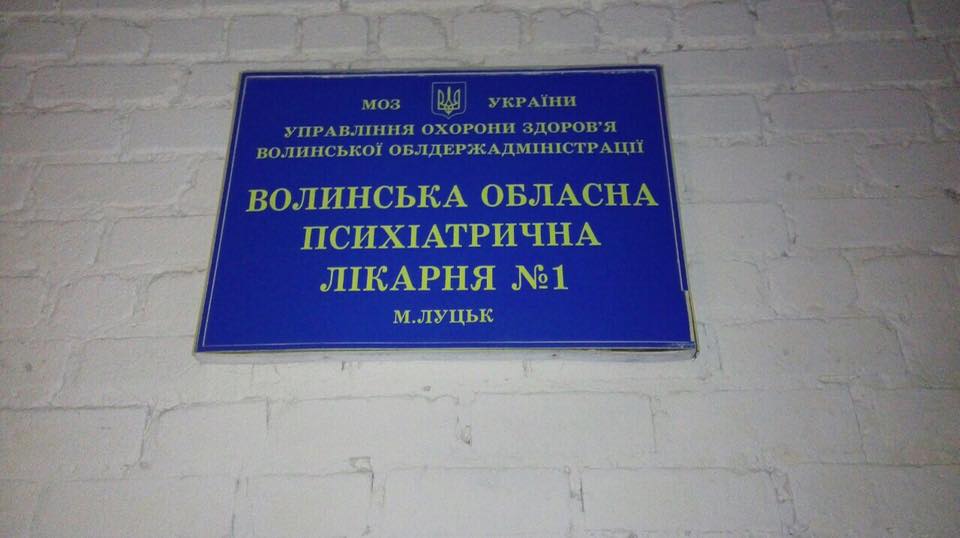 МОЗ УКРАЇНИ
УПРАВЛІННЯ ОХОРОНИ ЗДОРОВ'Я
ВОЛИНСЬКОЇ ОБЛДЕРЖАДМІНІСТРАЦІЇ
ВОЛИНСЬКА ОБЛАСНА
ПСИХІАТРИЧНА
ЛІКАРНЯ №1
М.ЛУЦЬК